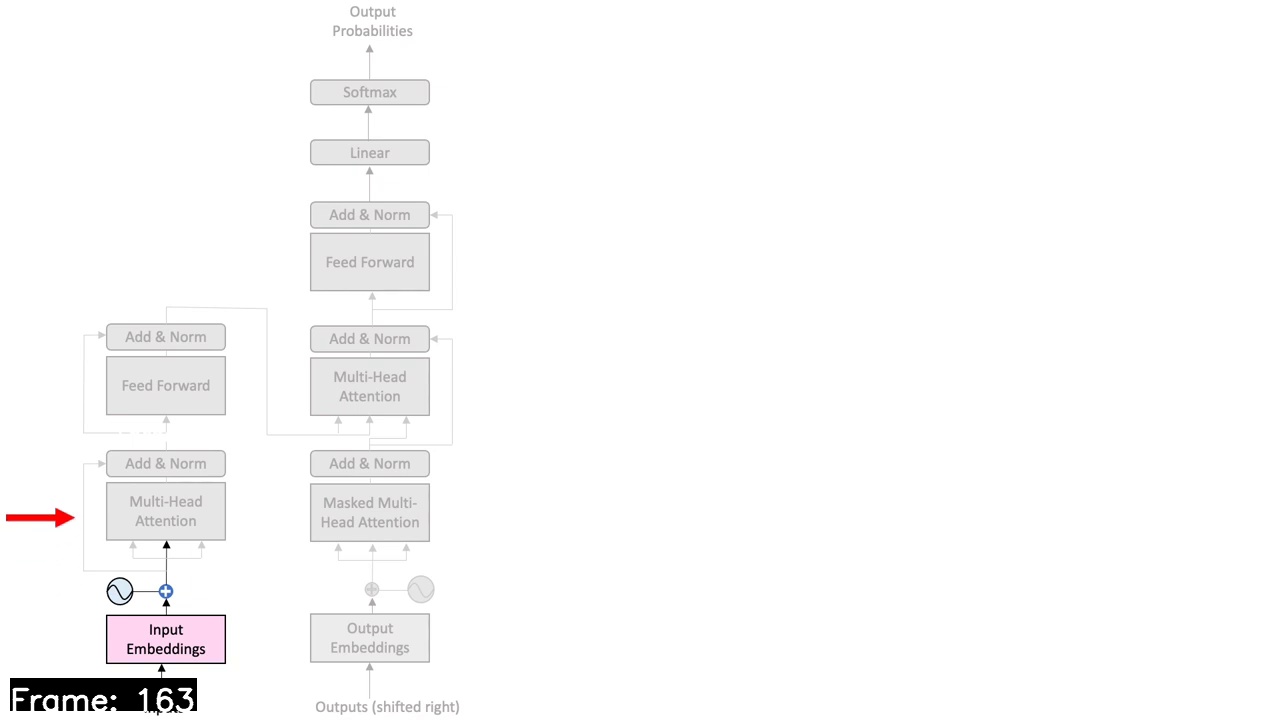 Output
Probabilities
Softmax
Linear
Add & Norm
Feed Forward
Add & Norm
Multi-Head
Attention
Add & Norm
Masked Multi-
Head Attention
Output
Embeddings
Outputs (shifted right)
Add & Norm
Feed Forward
Add & Norm
Multi-Head
Attention
Input
Embeddings
Frame: 163